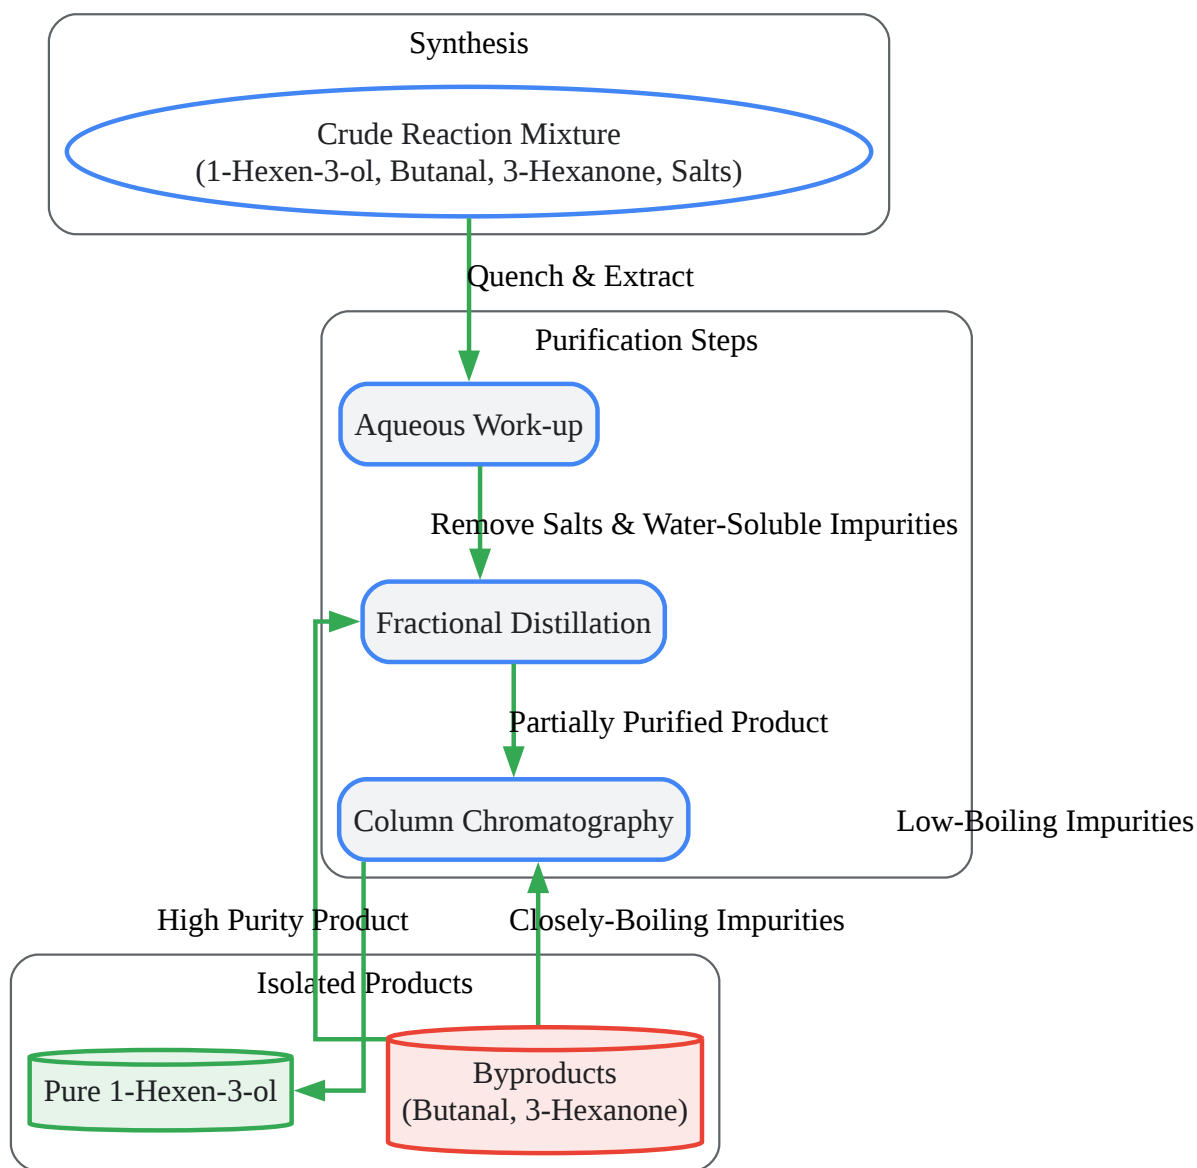 Synthesis
Crude Reaction Mixture
(1-Hexen-3-ol, Butanal, 3-Hexanone, Salts)
Quench & Extract
Purification Steps
Aqueous Work-up
Remove Salts & Water-Soluble Impurities
Fractional Distillation
Partially Purified Product
Column Chromatography
Low-Boiling Impurities
High Purity Product
Closely-Boiling Impurities
Isolated Products
Pure 1-Hexen-3-ol
Byproducts
(Butanal, 3-Hexanone)